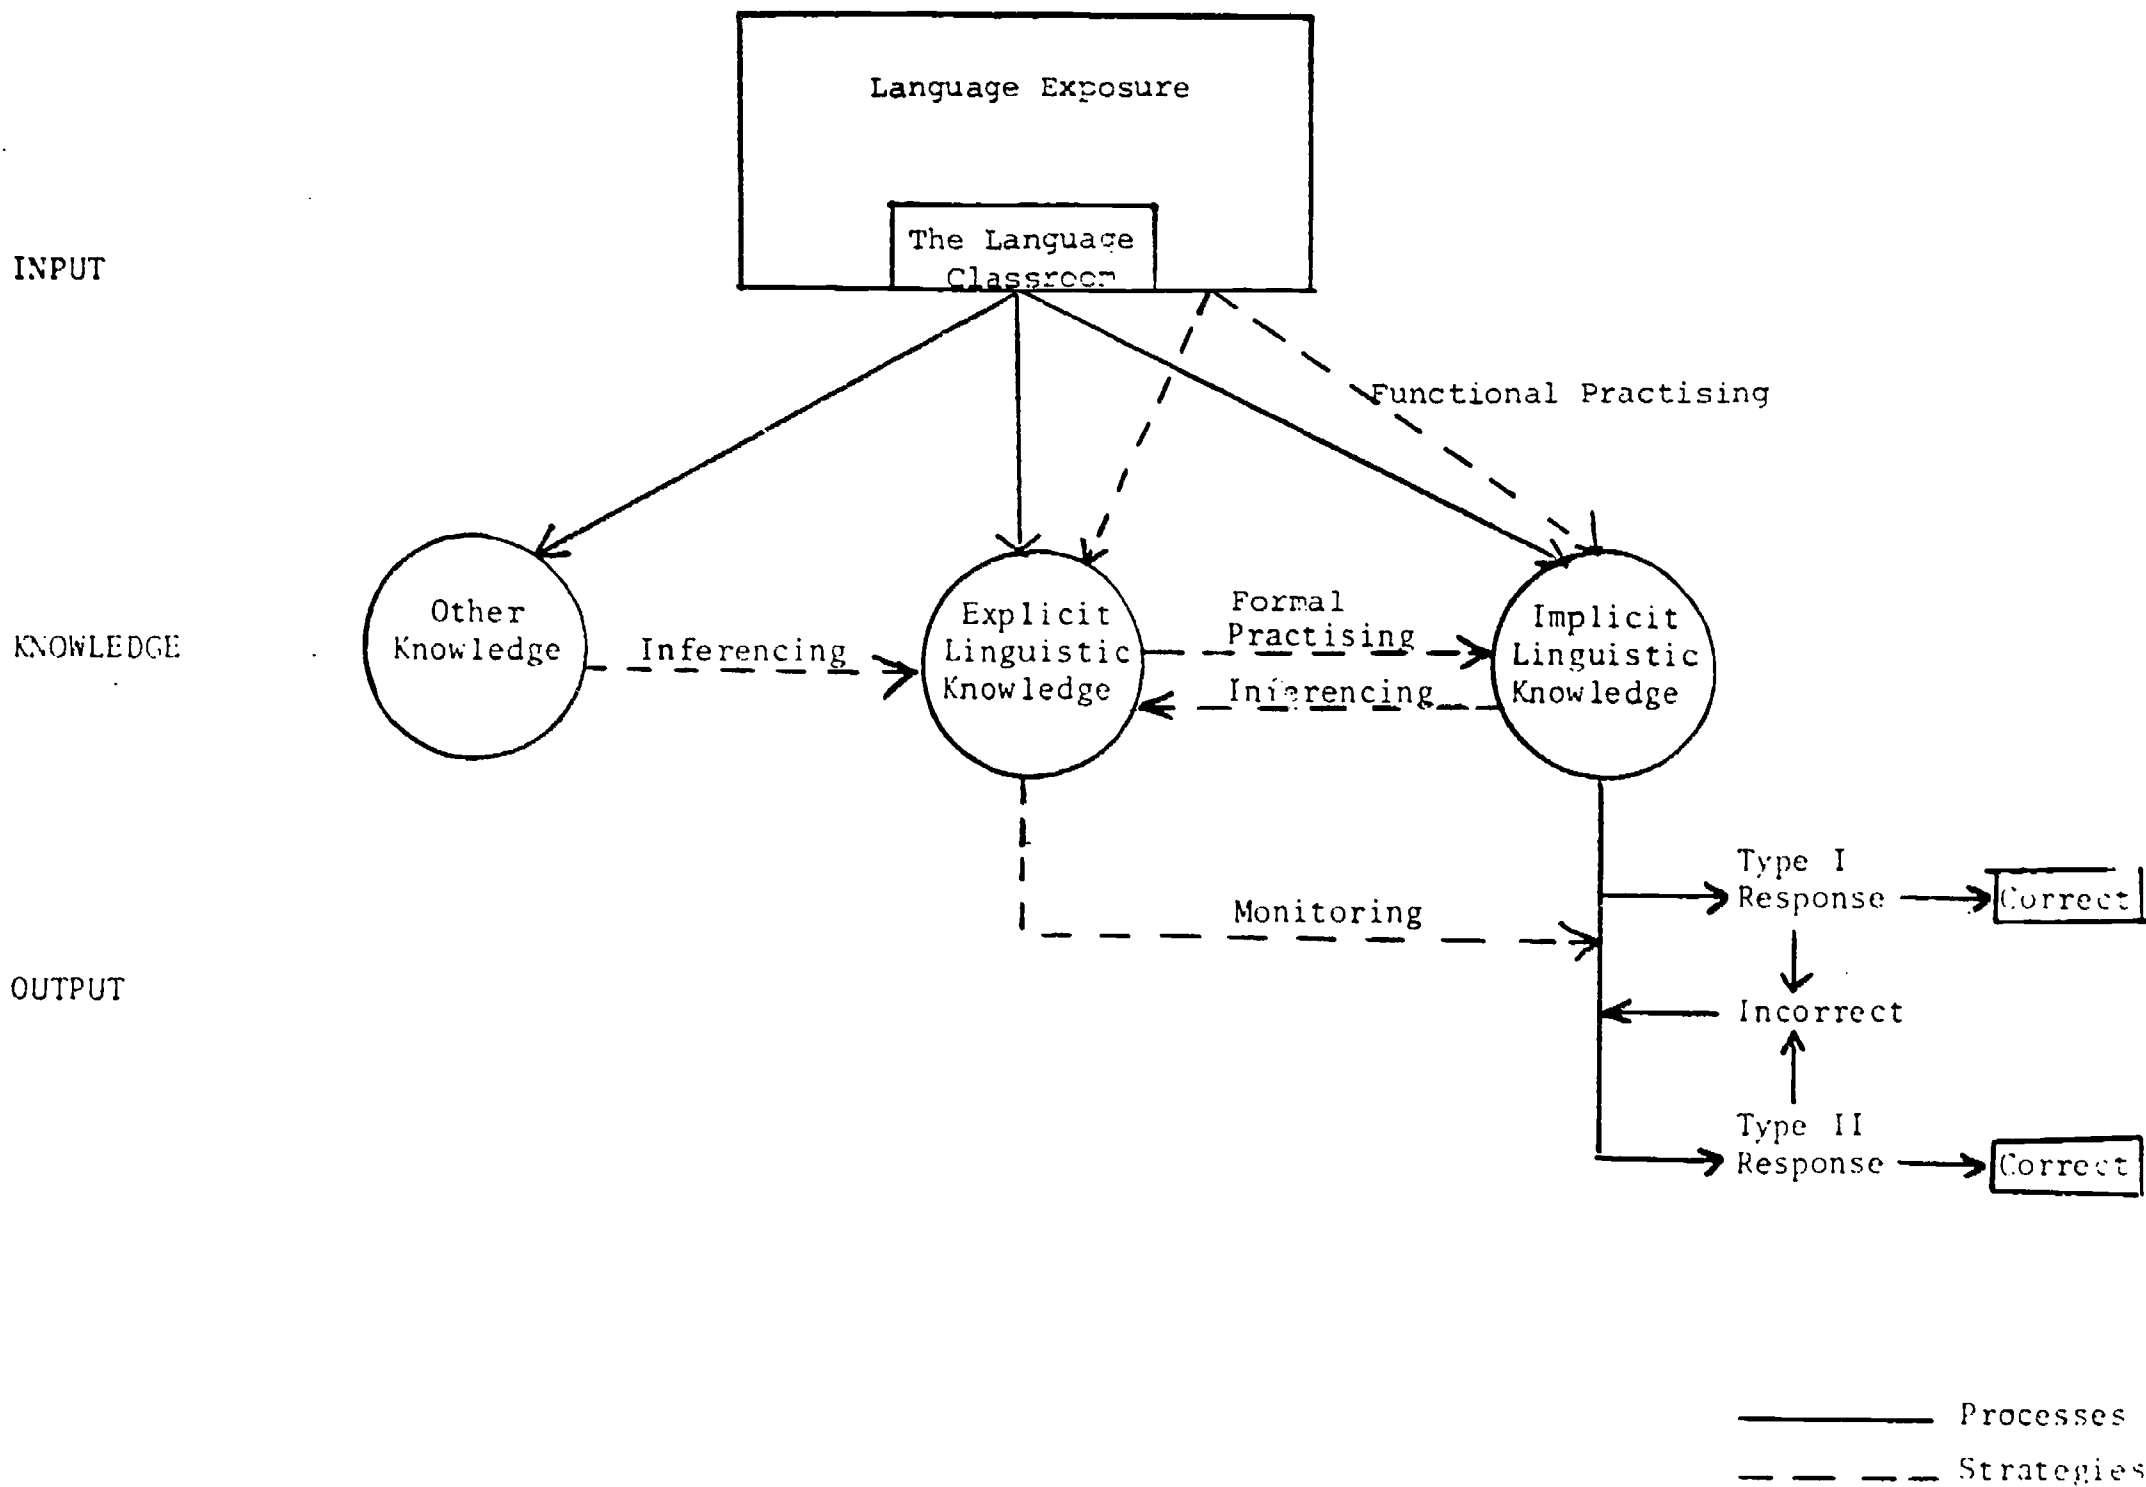 Language Exposure
The Language
Classroom
INPUT
Functional Practising
KNOWLEDGE
Other
Knowledge
Inferencing
Explicit
Linguistic
Knowledge
Formal
Practising
Inferencing
Implicit
Linguistic
Knowledge
OUTPUT
Monitoring
Type I
Response
Correct
Incorrect
Type II
Response
Correct
Processes
Strategies